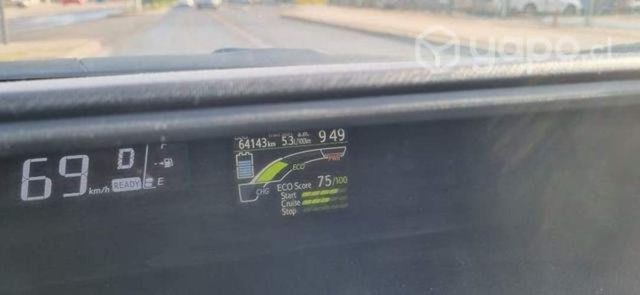 yapo.cl
a.m.
64143 km 5.3 L/100km 9:49
69 km/h
D
READY
F
E
PWR
ECO
CHG
ECO Score 75/100
Start
Cruise
Stop